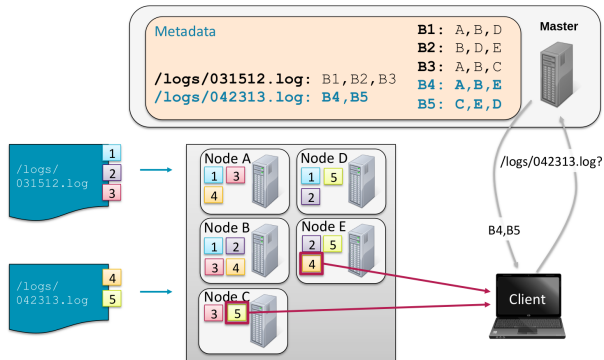 Metadata
B1: A,B,D
B2: B,D,E
B3: A,B,C
/logs/031512.log: B1,B2,B3
B4: A,B,E
/logs/042313.log: B4,B5
B5: C,E,D
Master
/logs/042313.log?
B4,B5
Client
/logs/
031512.log
1
2
3
/logs/
042313.log
4
5
Node A
1 3
4
Node D
1 5
2
Node B
1 2
3 4
Node E
2 5
4
Node C
3 5